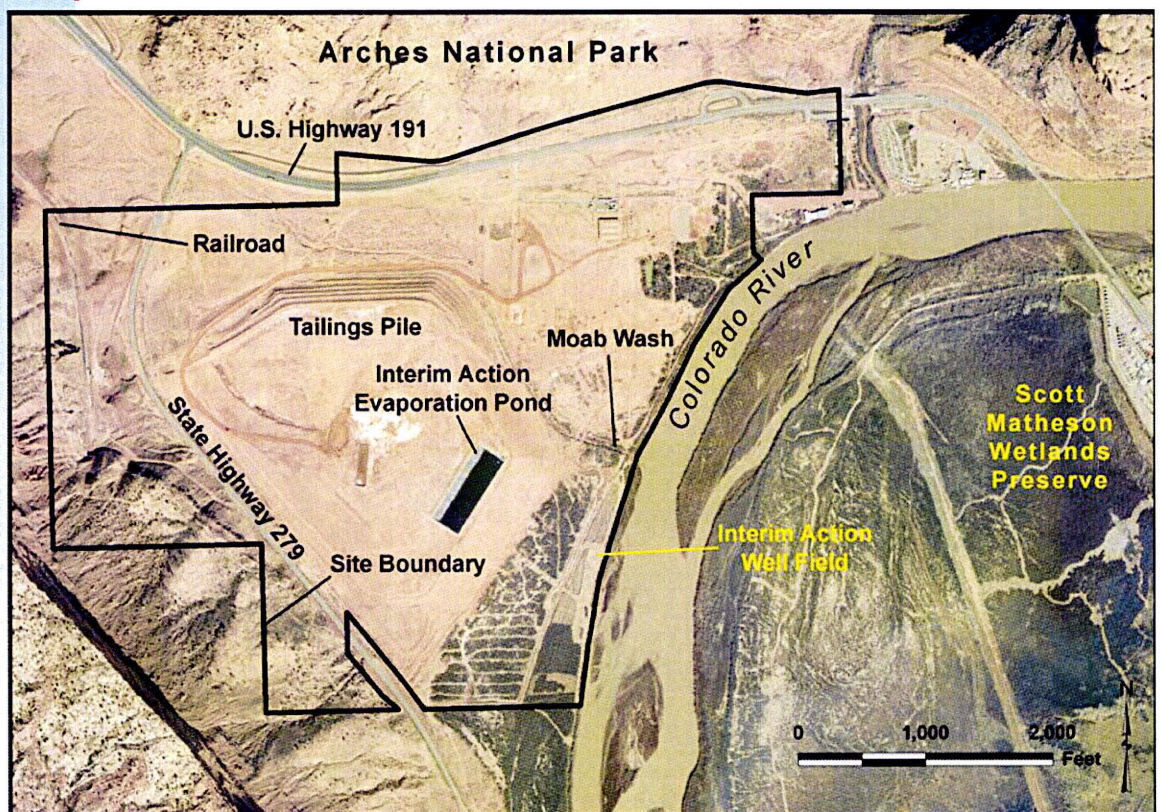 Arches National Park
U.S. Highway 191
Railroad
Colorado River
Tailings Pile
Moab Wash
Interim Action
Evaporation Pond
Scott
Matheson
Wetlands
Preserve
State Highway 279
Interim Action
Well Field
Site Boundary
N
0 1,000 2,000
Feet